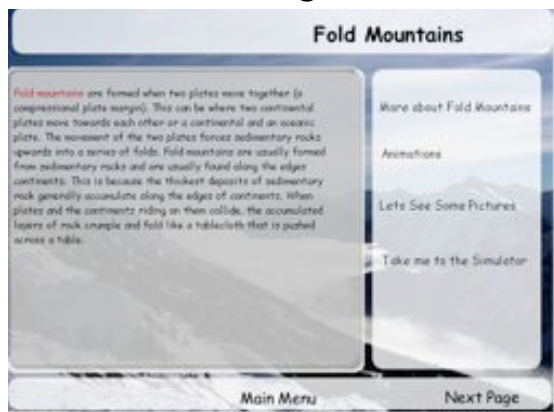 Fold Mountains
Fold mountains are formed when two plates move together (a
compressional plate margin). This can be where two continental
plates move towards each other or a continental and an oceanic
plate. The movement of the two plates forces sedimentary rocks
upwards into a series of folds. Fold mountains are usually formed
from sedimentary rocks and are usually found along the edges
continents. This is because the thickest deposits of sedimentary
rock generally accumulate along the edges of continents. When
plates and the continents riding on them collide, the accumulated
layers of rock crumple and fold like a tablecloth that is pushed
across a table.
More about Fold Mountains
Animations
Lets See Some Pictures
Take me to the Simulator
Main Menu
Next Page